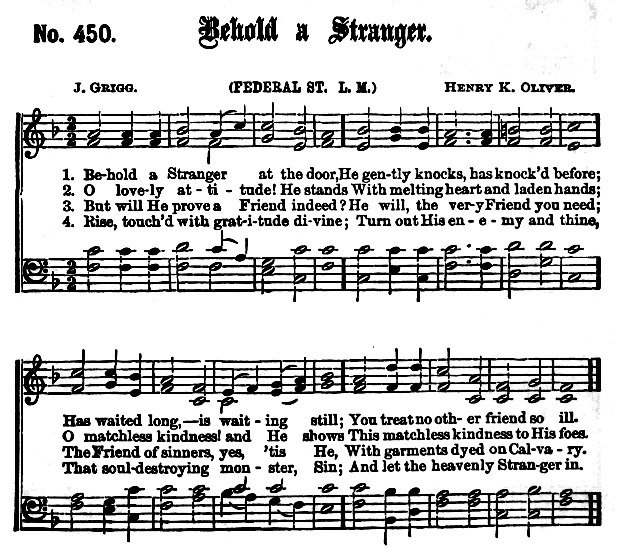 No. 450. Behold a Stranger.
J. Grigg. (FEDERAL ST. L. M.) Henry K. Oliver.
1. Be-hold a Stranger at the door, He gen-tly knocks, has knock'd before;
2. O love-ly at - ti - tude! He stands With melting heart and laden hands;
3. But will He prove a Friend indeed? He will, the very Friend you need;
4. Rise, touch'd with grat-i-tude di-vine; Turn out His en - e - my and thine,
Has waited long,—is wait - ing still; You treat no oth- er friend so ill.
O matchless kindness! and He shows This matchless kindness to His foes.
The Friend of sinners, yes, 'tis He, With garments dyed on Cal-va - ry.
That soul-destroying mon - ster, Sin; And let the heavenly Stran-ger in.